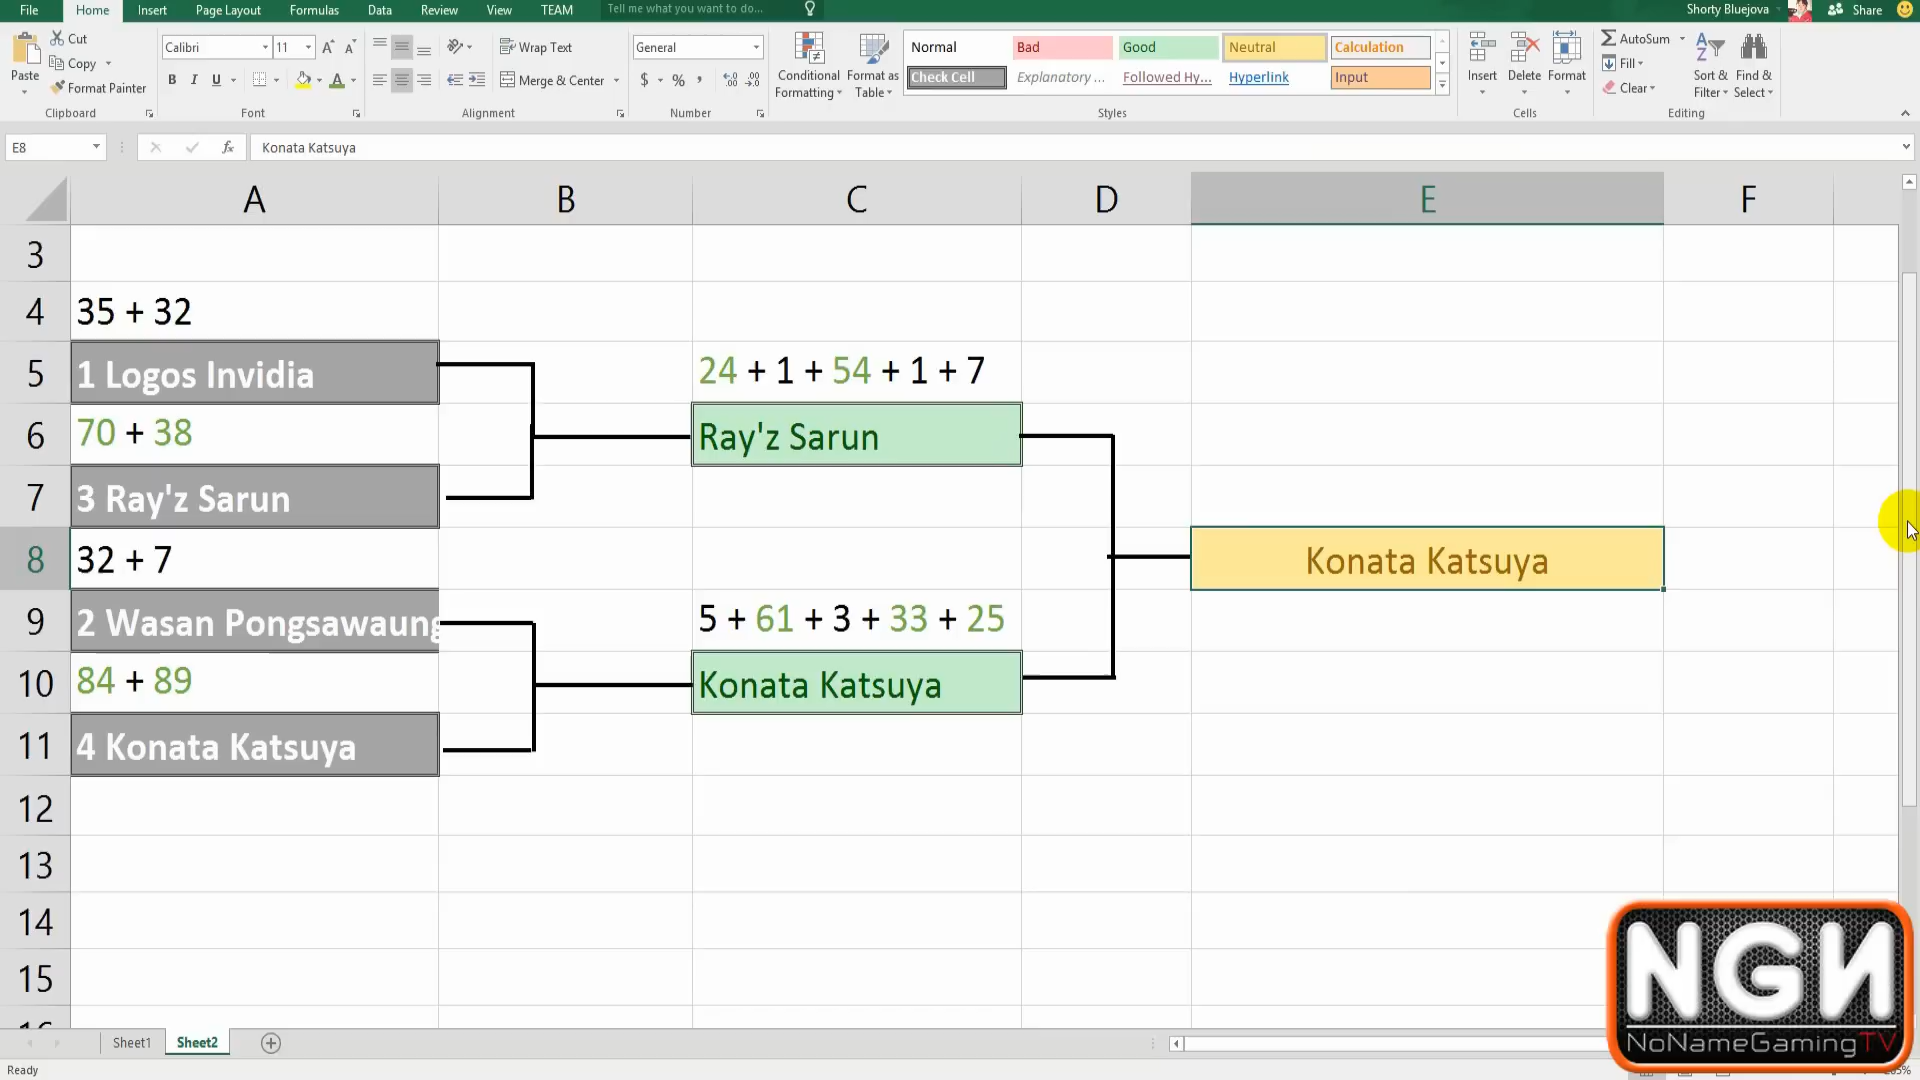 File Home Insert Page Layout Formulas Data Review View TEAM Tell me what you want to do... Shorty Bluejova Share
Cut
Copy
Format Painter
Paste
Clipboard
Calibri 11 A A
B I U A
Font
Wrap Text
Merge & Center
Alignment
General
$ % ,
Number
Conditional Formatting
Format as Table
Normal Bad Good Neutral Calculation
Check Cell Explanatory ... Followed Hy... Hyperlink Input
Styles
Insert Delete Format
Cells
AutoSum
Fill
Clear
Sort & Filter
Find & Select
Editing
E8 fx Konata Katsuya
A B C D E F
3
4 35 + 32
5 1 Logos Invidia 24 + 1 + 54 + 1 + 7
6 70 + 38 Ray'z Sarun
7 3 Ray'z Sarun
8 32 + 7 Konata Katsuya
9 2 Wasan Pongsawaung 5 + 61 + 3 + 33 + 25
10 84 + 89 Konata Katsuya
11 4 Konata Katsuya
12
13
14
15
16
NGN
NoNameGamingTV
Sheet1 Sheet2
Ready